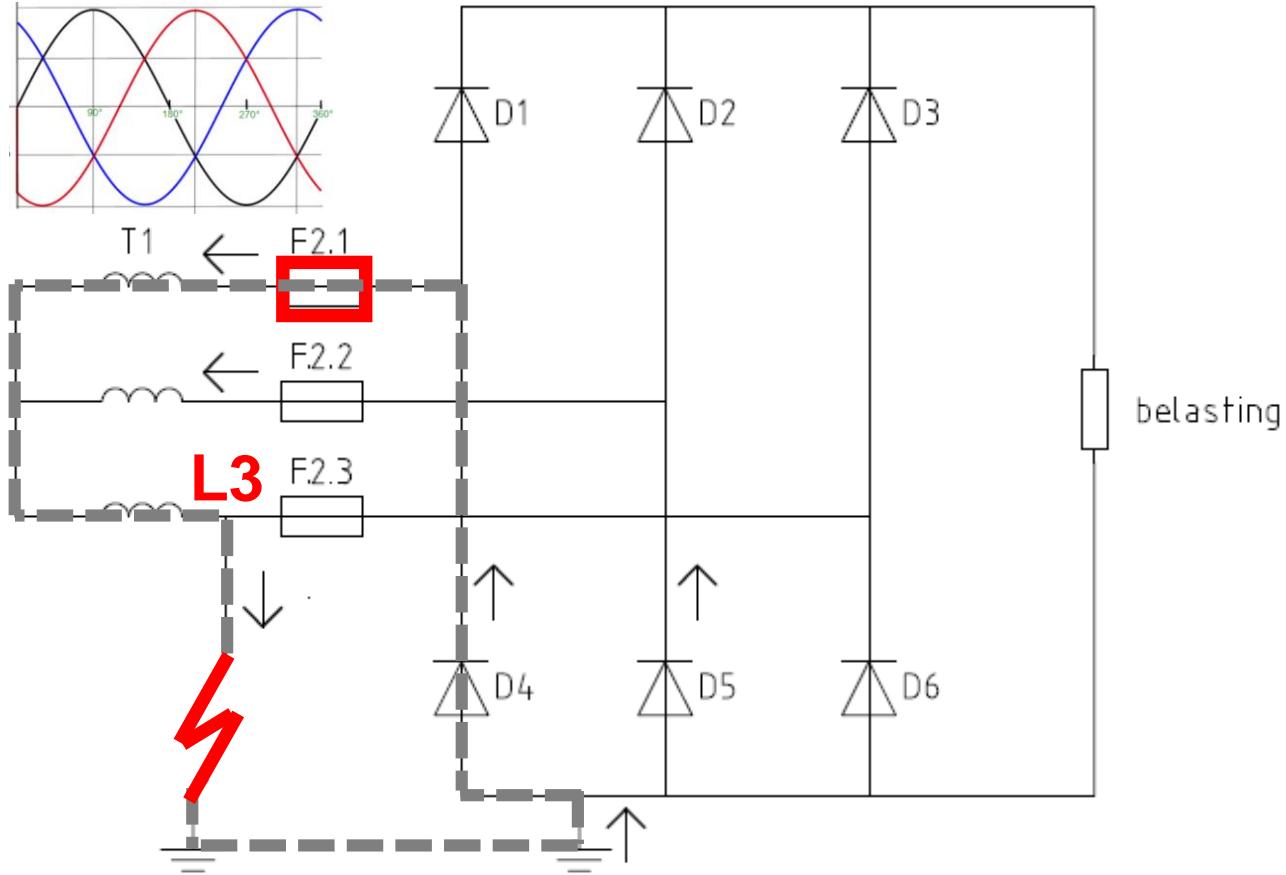 90° 180° 270° 360°
D1 D2 D3
T1 F2.1
F.2.2
belasting
L3 F.2.3
D4 D5 D6